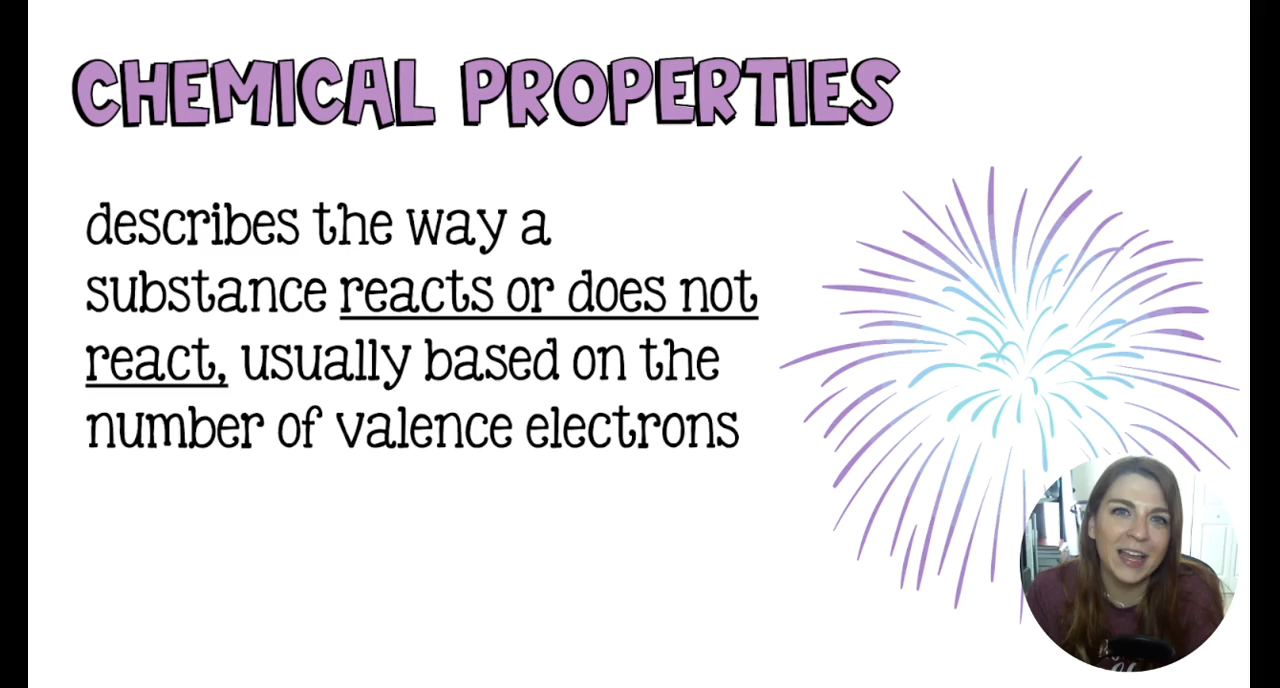 CHEMICAL PROPERTIES
describes the way a
substance reacts or does not
react, usually based on the
number of valence electrons